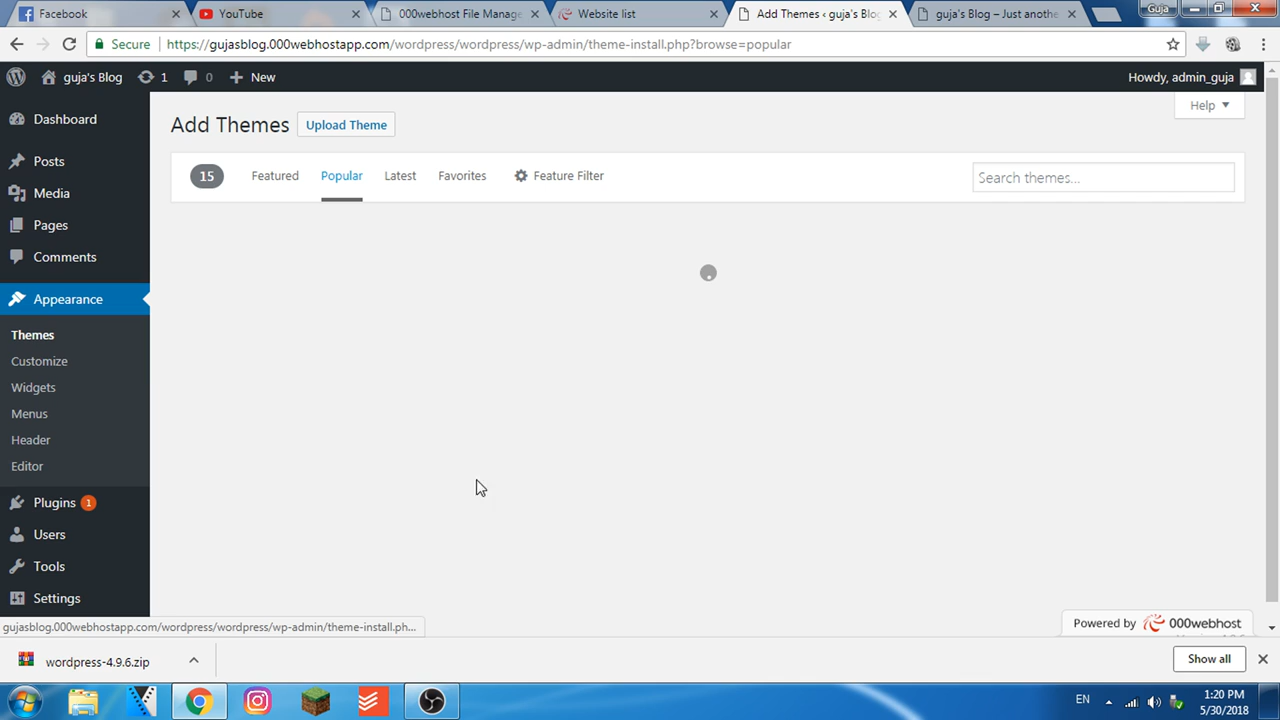 Facebook
YouTube
000webhost File Manage
Website list
Add Themes ‹ guja's Blog
guja's Blog – Just anothe
Guja
Secure
https://gujasblog.000webhostapp.com/wordpress/wordpress/wp-admin/theme-install.php?browse=popular
guja's Blog
1
0
New
Howdy, admin_guja
Help
Add Themes
Upload Theme
15
Featured
Popular
Latest
Favorites
Feature Filter
Search themes...
Dashboard
Posts
Media
Pages
Comments
Appearance
Themes
Customize
Widgets
Menus
Header
Editor
Plugins 1
Users
Tools
Settings
gujasblog.000webhostapp.com/wordpress/wordpress/wp-admin/theme-install.ph...
Powered by 000webhost
wordpress-4.9.6.zip
Show all
EN
1:20 PM
5/30/2018